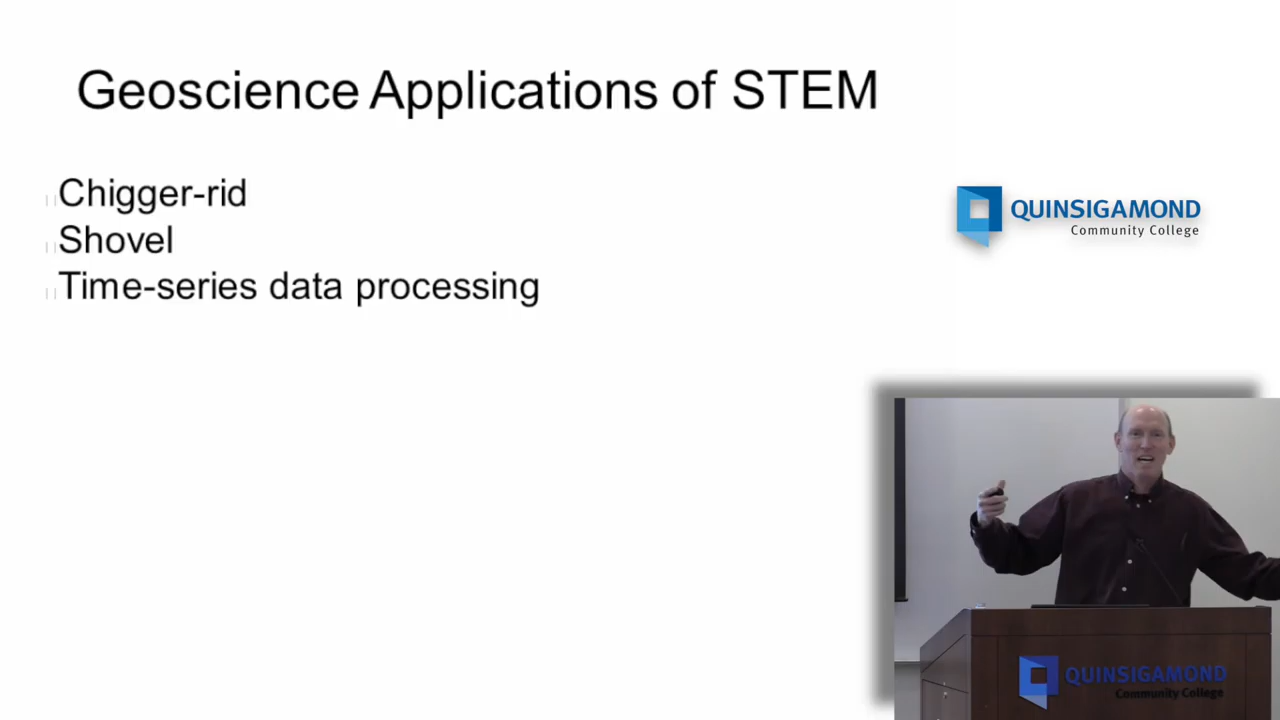 Geoscience Applications of STEM
Chigger-rid
Shovel
Time-series data processing
QUINSIGAMOND
Community College
QUINSIGAMOND
Community College